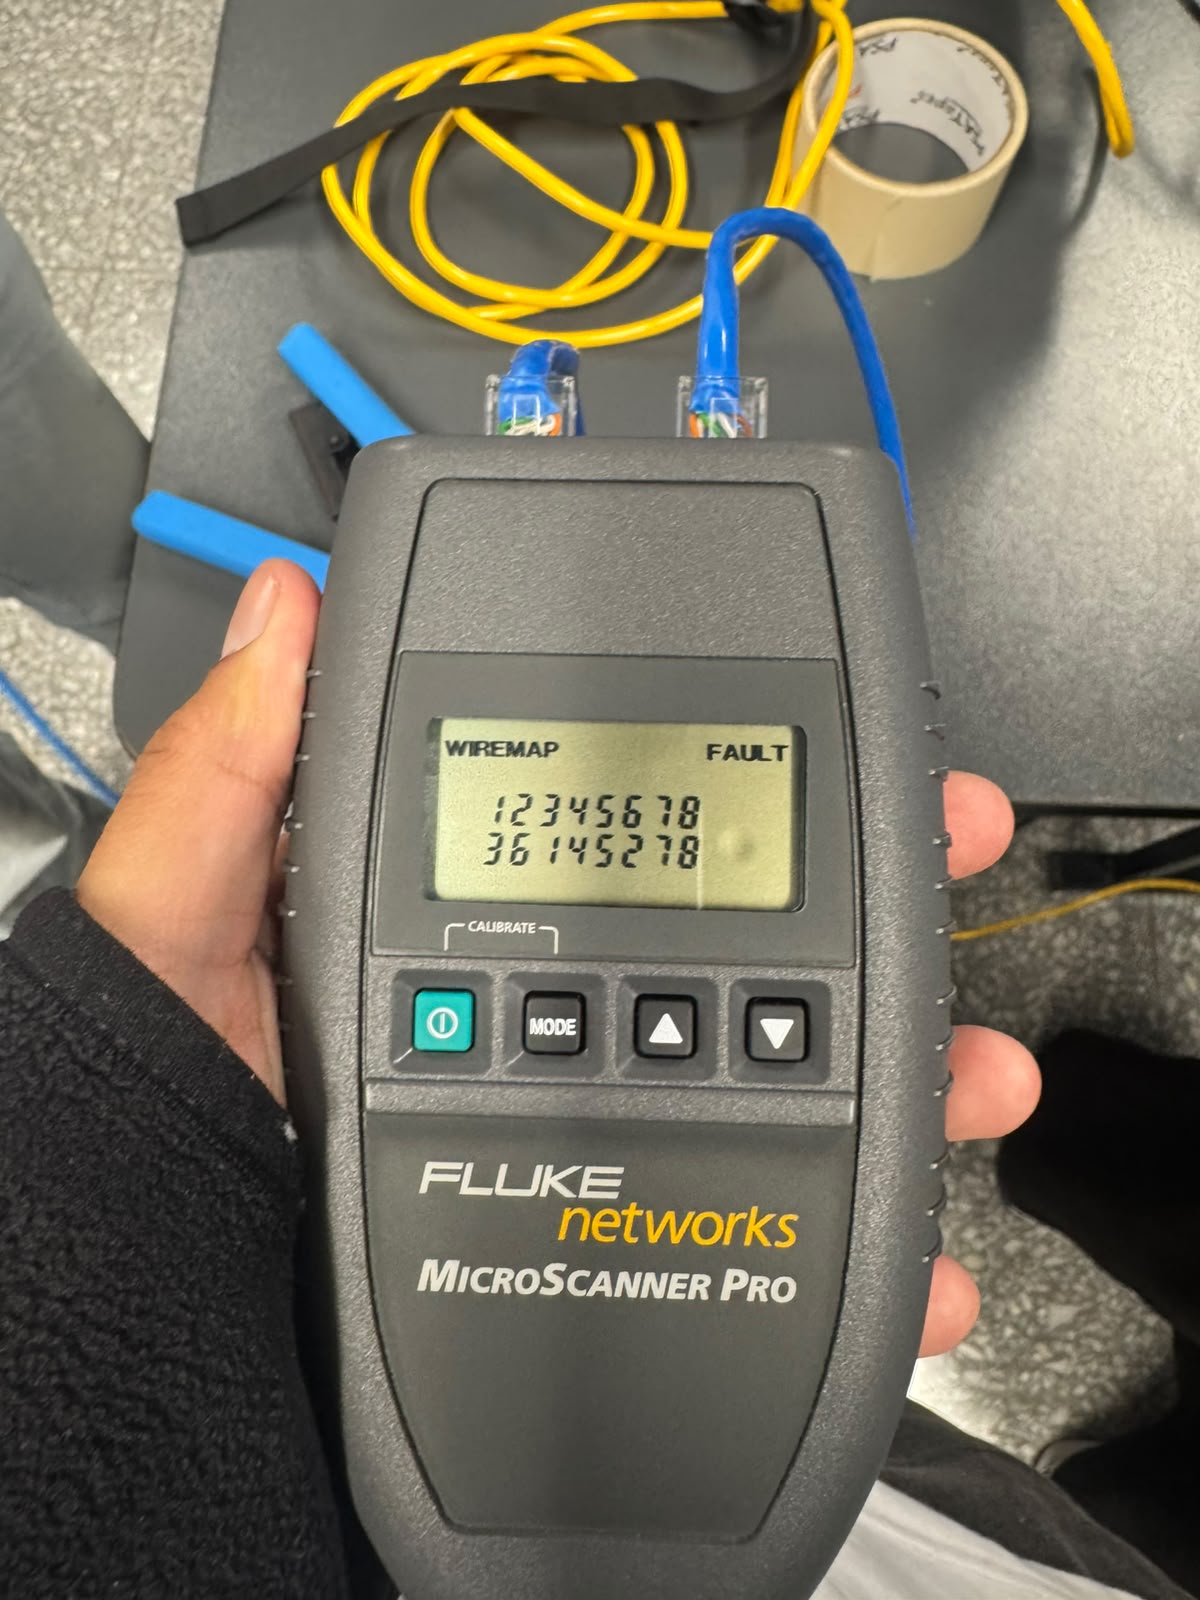 WIREMAP FAULT
12345678
36145278
CALIBRATE
MODE
FLUKE
networks
MICROSCANNER PRO